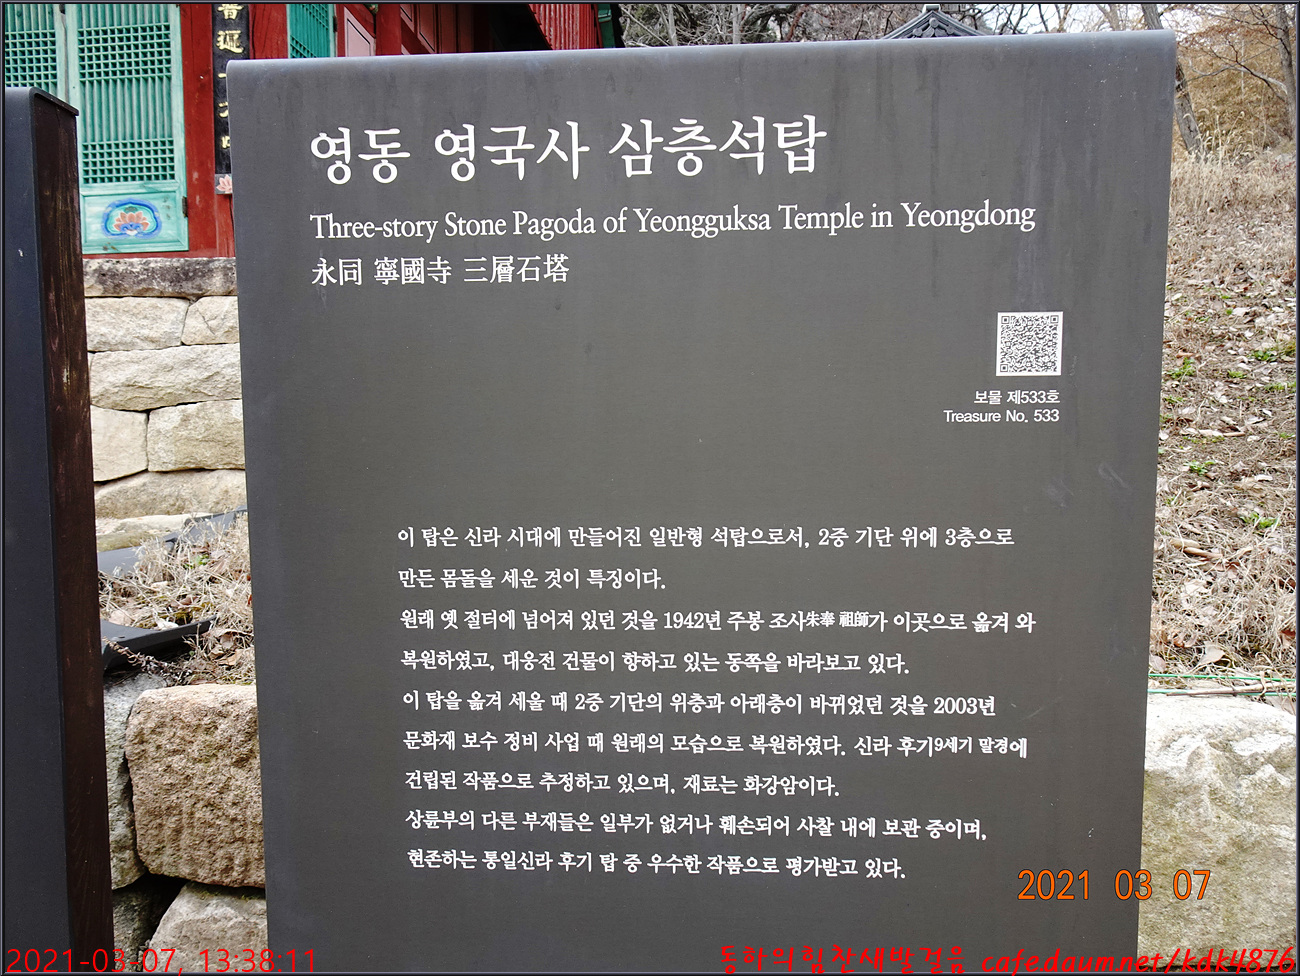 영동 영국사 삼층석탑
Three-story Stone Pagoda of Yeongguksa Temple in Yeongdong
永同 寧國寺 三層石塔
보물 제533호
Treasure No. 533
이 탑은 신라 시대에 만들어진 일반형 석탑으로서, 2중 기단 위에 3층으로
만든 몸돌을 세운 것이 특징이다.
원래 옛 절터에 넘어져 있던 것을 1942년 주봉 조사朱奉 祖師가 이곳으로 옮겨 와
복원하였고, 대웅전 건물이 향하고 있는 동쪽을 바라보고 있다.
이 탑을 옮겨 세울 때 2중 기단의 위층과 아래층이 바뀌었던 것을 2003년
문화재 보수 정비 사업 때 원래의 모습으로 복원하였다. 신라 후기9세기 말경에
건립된 작품으로 추정하고 있으며, 재료는 화강암이다.
상륜부의 다른 부재들은 일부가 없거나 훼손되어 사찰 내에 보관 중이며,
현존하는 통일신라 후기 탑 중 우수한 작품으로 평가받고 있다.
2021 03 07
2021-03-07, 13:38:11
동하의힘찬새발걸음 cafe.daum.net/kdk4876